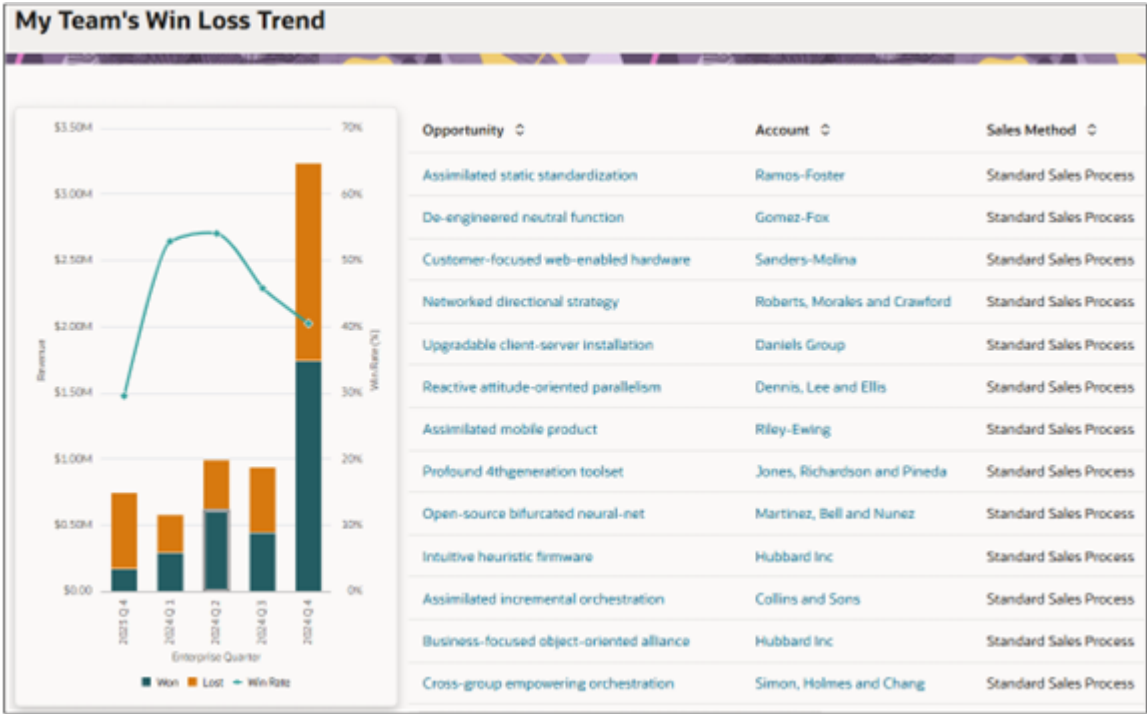 My Team's Win Loss Trend
$3.50M
$3.00M
$2.50M
$2.00M
$1.50M
$1.00M
$0.50M
$0.00
Revenue
70%
60%
50%
40%
30%
20%
10%
0%
Win Rate (%)
2023 Q 4
2024 Q 1
2024 Q 2
2024 Q 3
2024 Q 4
Enterprise Quarter
Won Lost Win Rate
Opportunity Account Sales Method
Assimilated static standardization Ramos-Foster Standard Sales Process
De-engineered neutral function Gomez-Fox Standard Sales Process
Customer-focused web-enabled hardware Sanders-Molina Standard Sales Process
Networked directional strategy Roberts, Morales and Crawford Standard Sales Process
Upgradable client-server installation Daniels Group Standard Sales Process
Reactive attitude-oriented parallelism Dennis, Lee and Ellis Standard Sales Process
Assimilated mobile product Riley-Ewing Standard Sales Process
Profound 4thgeneration toolset Jones, Richardson and Pineda Standard Sales Process
Open-source bifurcated neural-net Martinez, Bell and Nunez Standard Sales Process
Intuitive heuristic firmware Hubbard Inc Standard Sales Process
Assimilated incremental orchestration Collins and Sons Standard Sales Process
Business-focused object-oriented alliance Hubbard Inc Standard Sales Process
Cross-group empowering orchestration Simon, Holmes and Chang Standard Sales Process